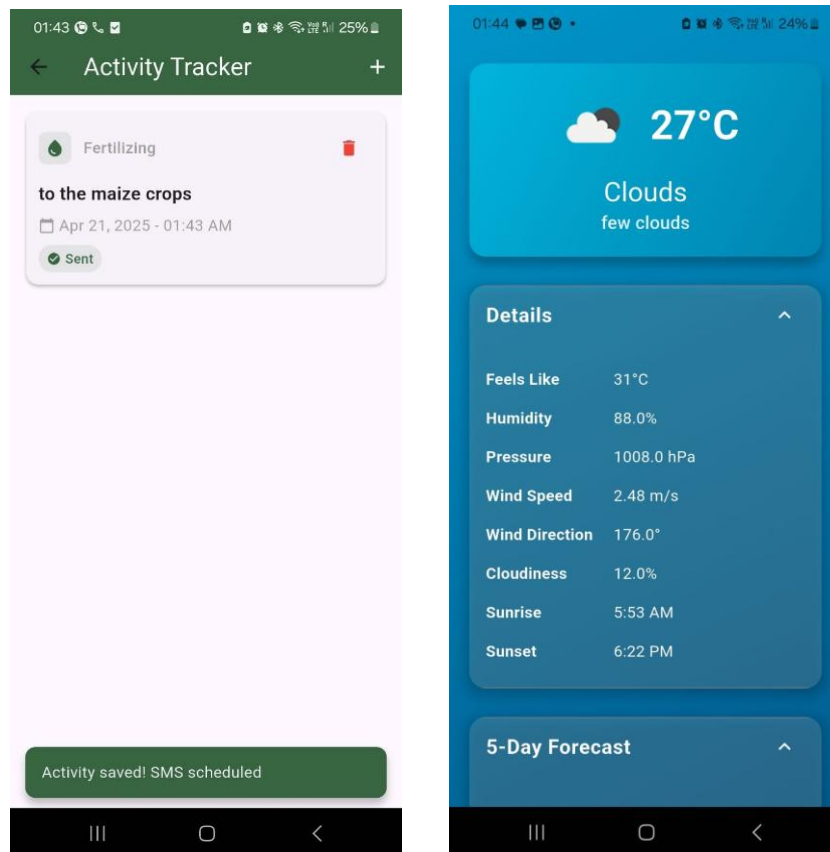 01:43
25%
Activity Tracker
Fertilizing
to the maize crops
Apr 21, 2025 - 01:43 AM
Sent
Activity saved! SMS scheduled
01:44
24%
27°C
Clouds
few clouds
Details
Feels Like 31°C
Humidity 88.0%
Pressure 1008.0 hPa
Wind Speed 2.48 m/s
Wind Direction 176.0°
Cloudiness 12.0%
Sunrise 5:53 AM
Sunset 6:22 PM
5-Day Forecast